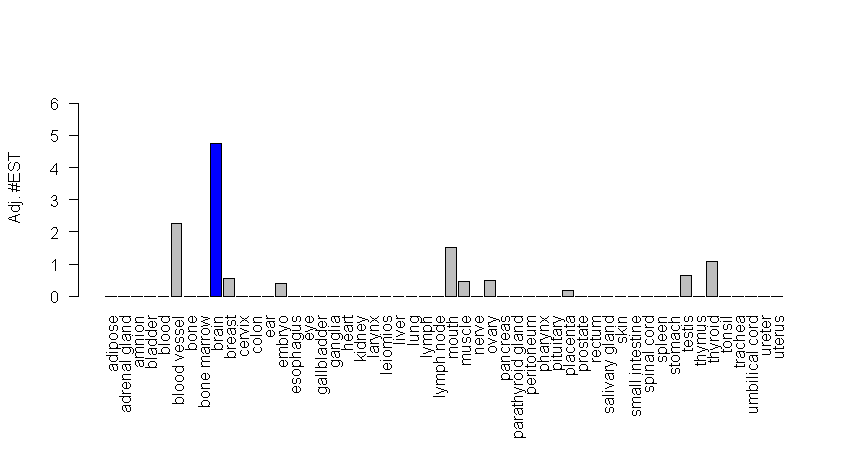 Adj. #EST
6
5
4
3
2
1
0
adipose
adrenal gland
amnion
bladder
blood
blood vessel
bone
bone marrow
brain
breast
cervix
colon
ear
embryo
esophagus
eye
gallbladder
ganglia
heart
kidney
larynx
leiomios
liver
lung
lymph
lymph node
mouth
muscle
nerve
ovary
pancreas
parathyroid gland
peritoneum
pharynx
pituitary
placenta
prostate
rectum
salivary gland
skin
small intestine
spinal cord
spleen
stomach
testis
thymus
thyroid
tonsil
trachea
umbilical cord
ureter
uterus